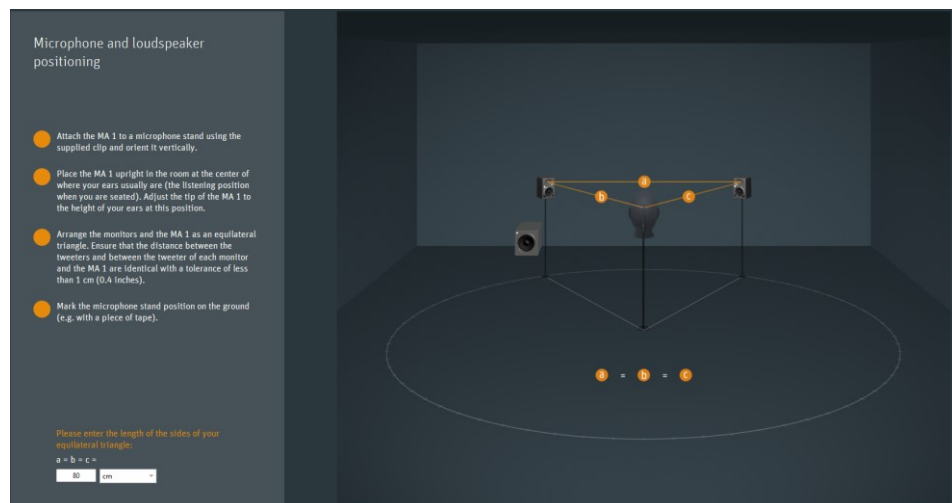 Microphone and loudspeaker
positioning
Attach the MA 1 to a microphone stand using the
supplied clip and orient it vertically.
Place the MA 1 upright in the room at the center of
where your ears usually are (the listening position
when you are seated). Adjust the tip of the MA 1 to
the height of your ears at this position.
Arrange the monitors and the MA 1 as an equilateral
triangle. Ensure that the distance between the
tweeters and between the tweeter of each monitor
and the MA 1 are identical with a tolerance of less
than 1 cm (0.4 inches).
Mark the microphone stand position on the ground
(e.g. with a piece of tape).
Please enter the length of the sides of your
equilateral triangle:
a = b = c =
80 cm
a
b c
a = b = c